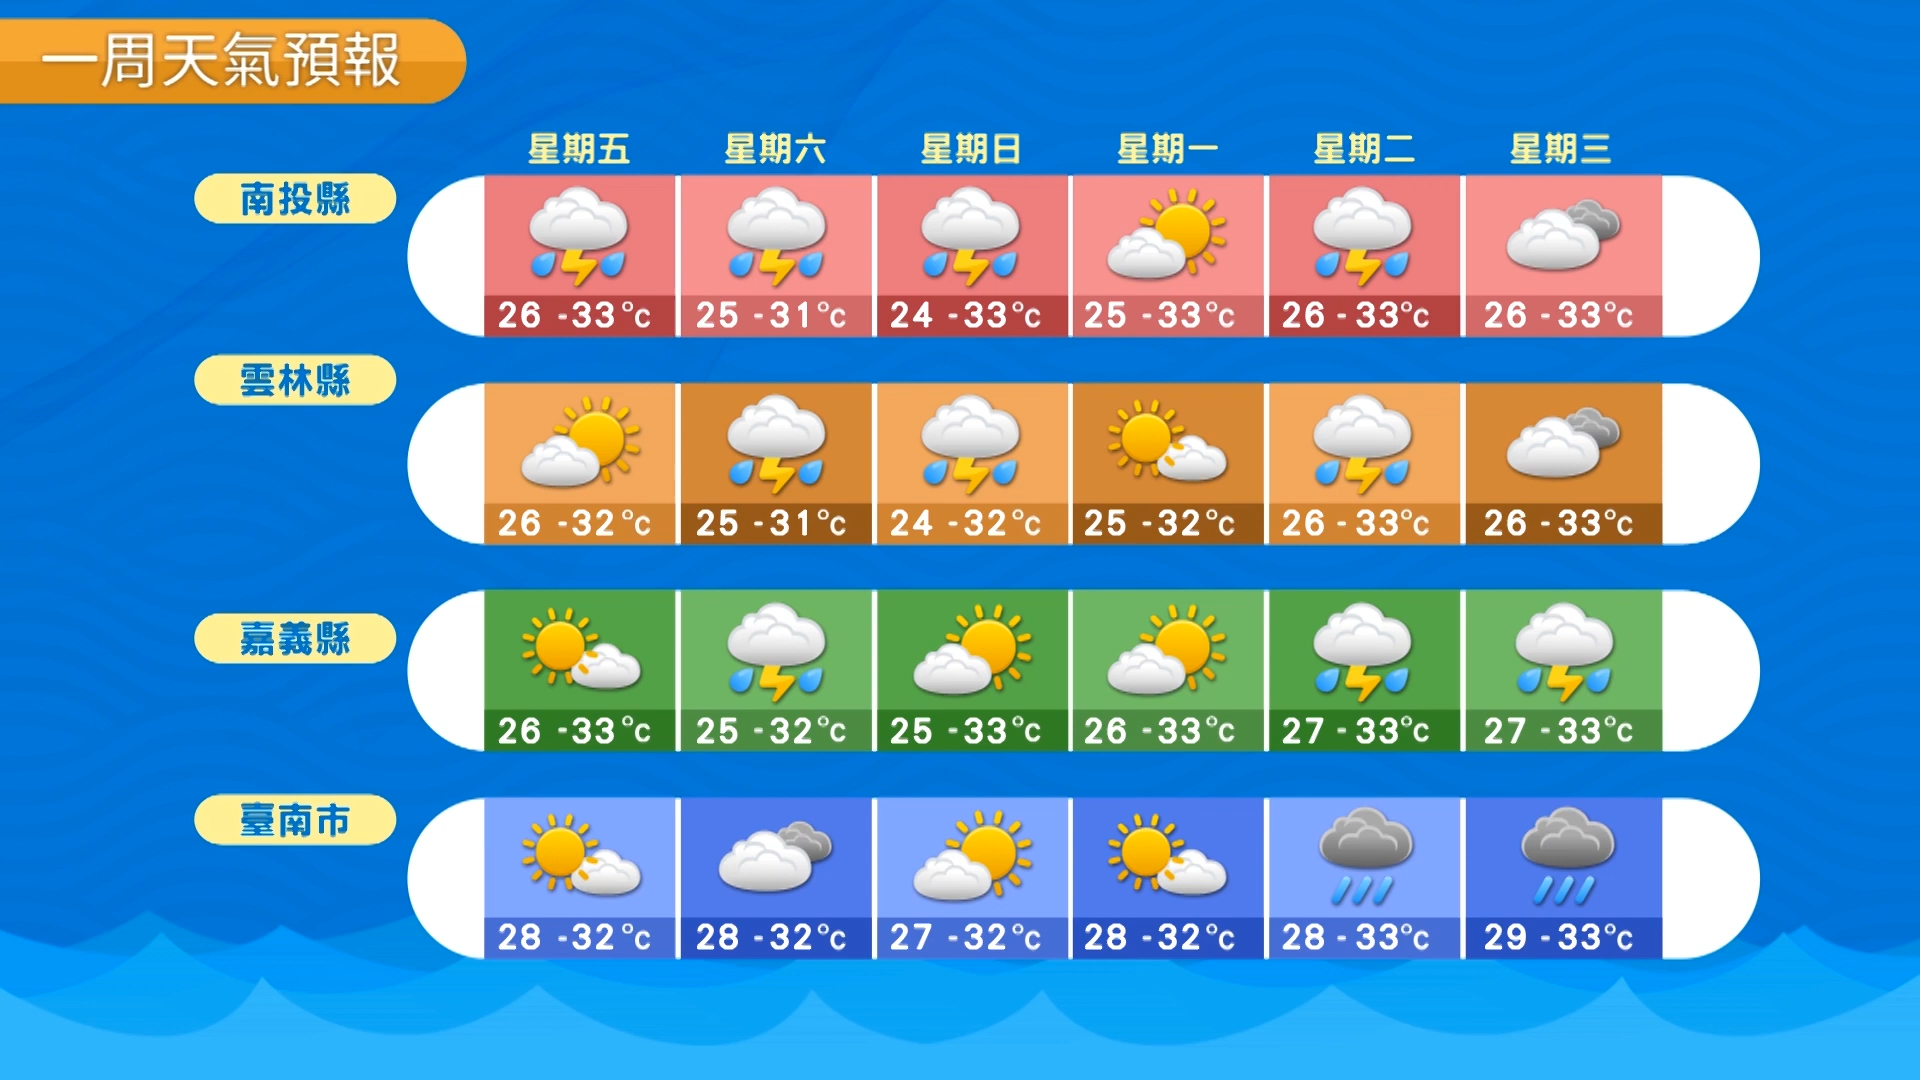 一周天氣預報
星期五 星期六 星期日 星期一 星期二 星期三
南投縣
26 -33°C 25 -31°C 24 -33°C 25 -33°C 26 -33°C 26 -33°C
雲林縣
26 -32°C 25 -31°C 24 -32°C 25 -32°C 26 -33°C 26 -33°C
嘉義縣
26 -33°C 25 -32°C 25 -33°C 26 -33°C 27 -33°C 27 -33°C
臺南市
28 -32°C 28 -32°C 27 -32°C 28 -32°C 28 -33°C 29 -33°C